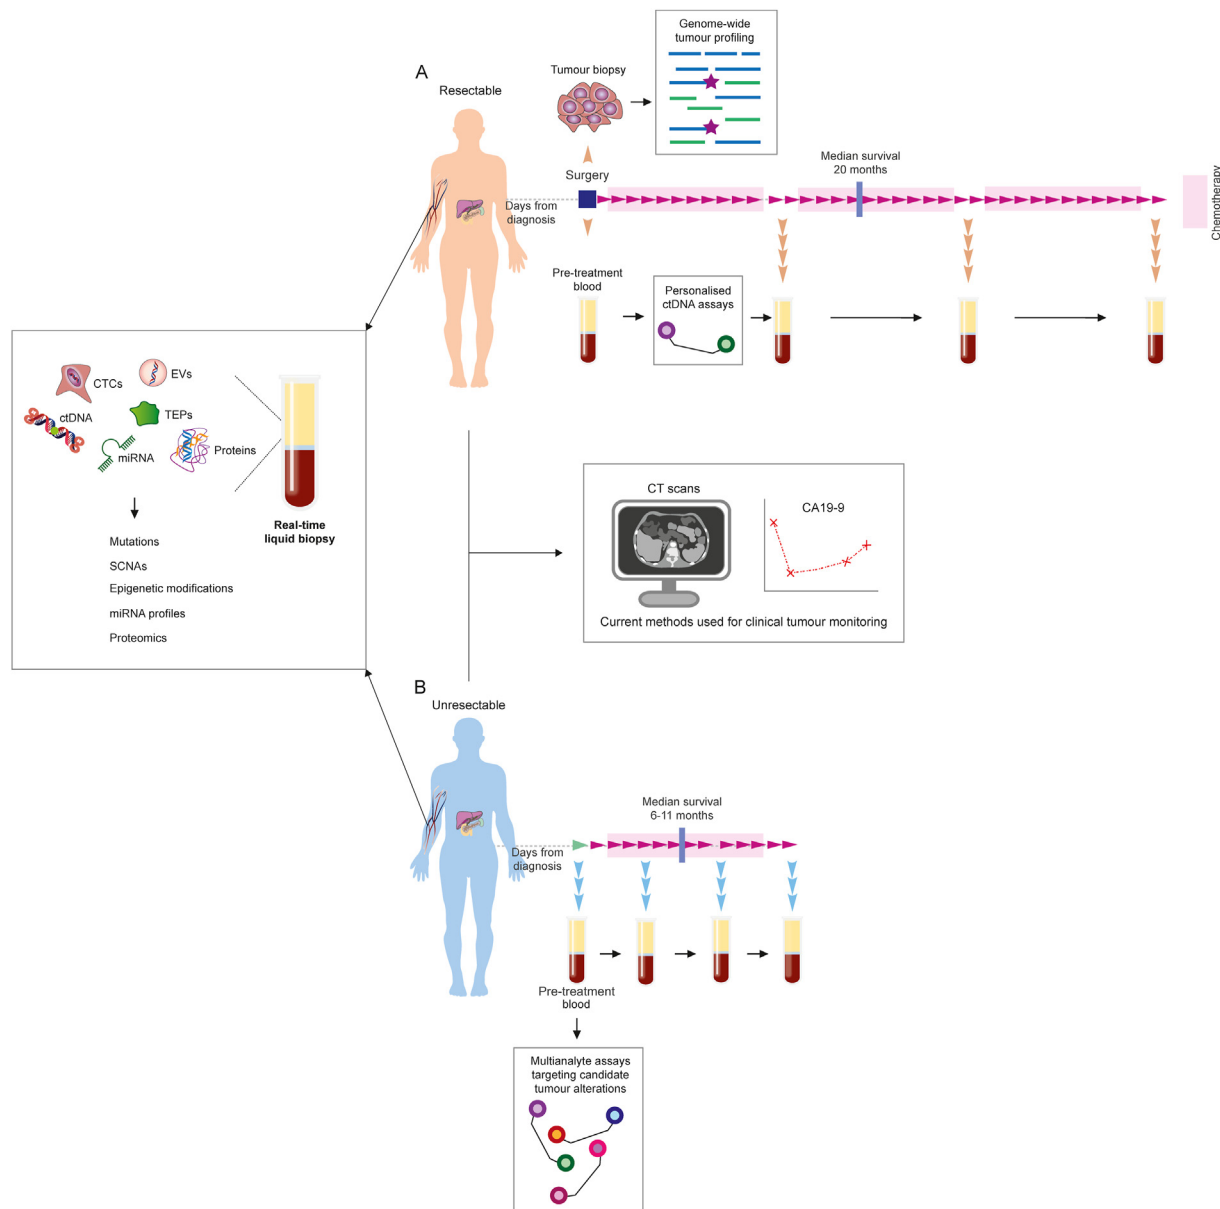 A
Resectable
Tumour biopsy
Genome-wide
tumour profiling
Surgery
Days from
diagnosis
Median survival
20 months
Chemotherapy
Pre-treatment
blood
Personalised
ctDNA assays
CTCs
EVs
ctDNA
TEPs
miRNA
Proteins
Real-time
liquid biopsy
Mutations
SCNAs
Epigenetic modifications
miRNA profiles
Proteomics
CT scans
CA19-9
Current methods used for clinical tumour monitoring
B
Unresectable
Days from
diagnosis
Median survival
6-11 months
Pre-treatment
blood
Multianalyte assays
targeting candidate
tumour alterations